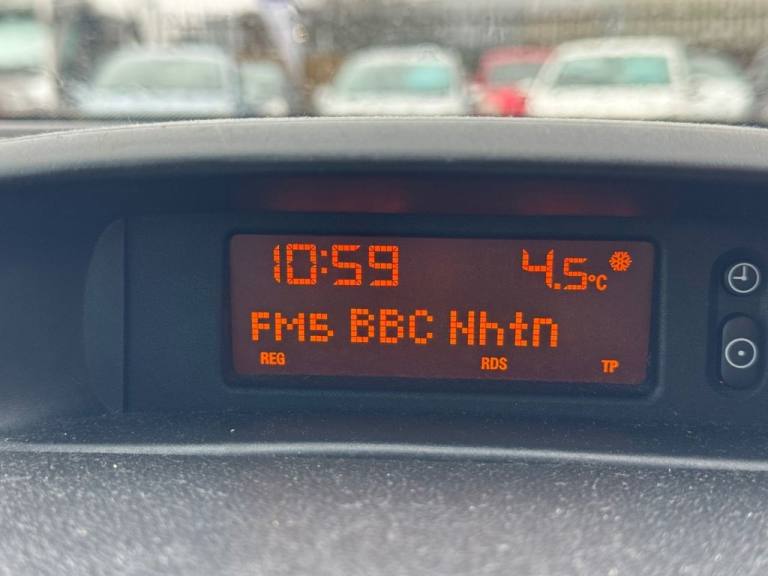 10:59 4.5°C
FM5 BBC Nhtn
REG RDS TP